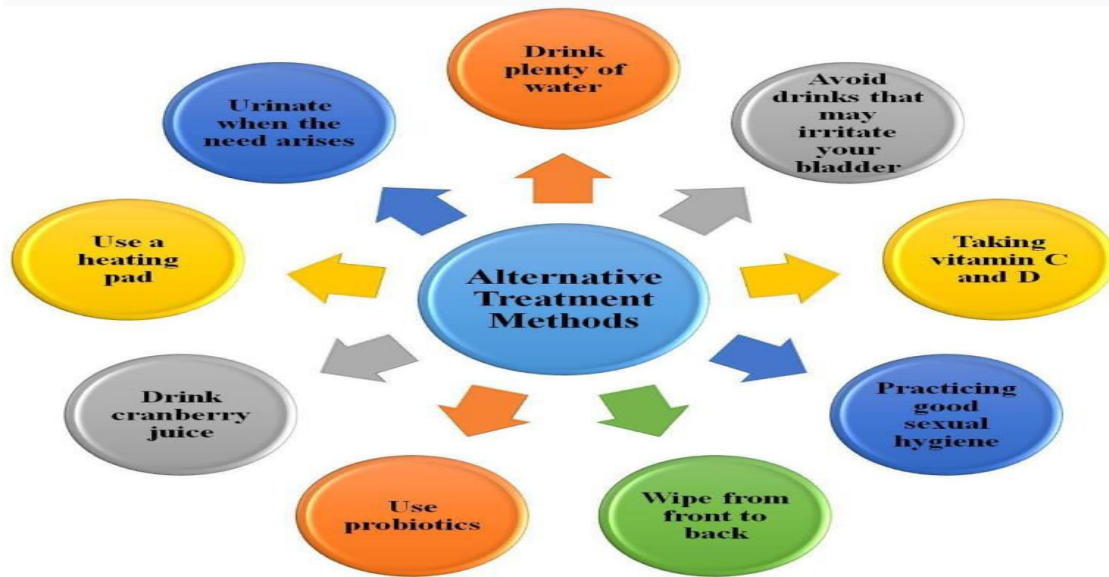 Drink
plenty of
water
Avoid
drinks that
may
irritate
your
bladder
Taking
vitamin C
and D
Practicing
good
sexual
hygiene
Wipe from
front to
back
Use
probiotics
Drink
cranberry
juice
Use a
heating
pad
Urinate
when the
need arises
Alternative
Treatment
Methods